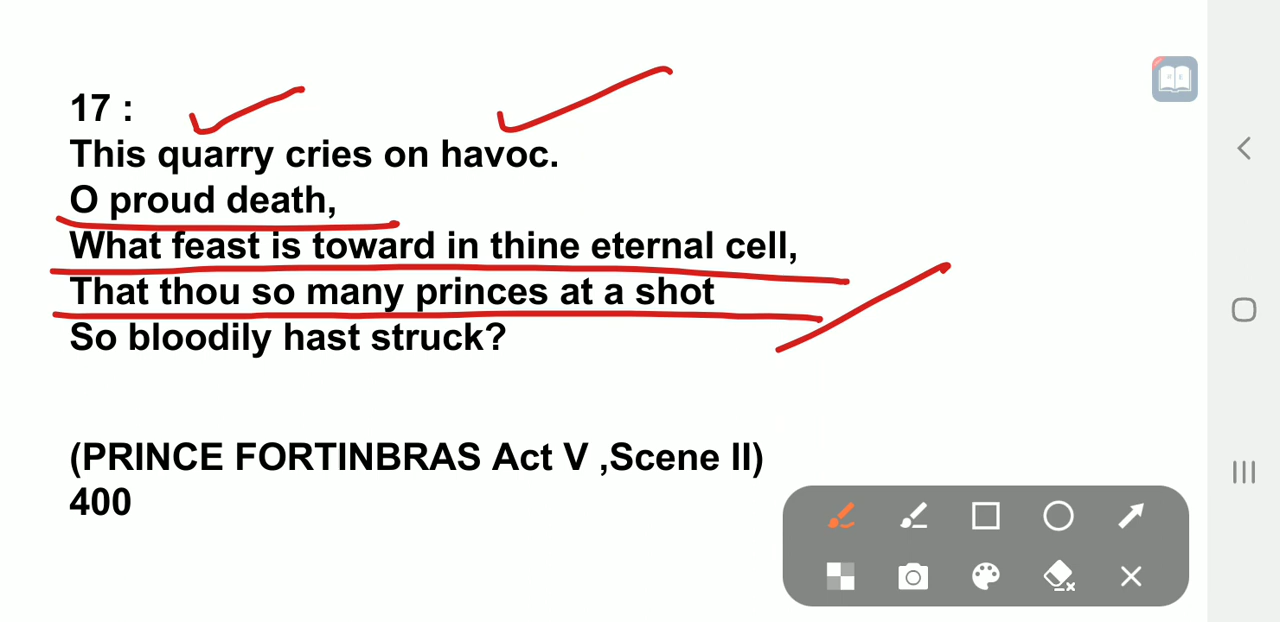 17 :
This quarry cries on havoc.
O proud death,
What feast is toward in thine eternal cell,
That thou so many princes at a shot
So bloodily hast struck?
(PRINCE FORTINBRAS Act V ,Scene II)
400